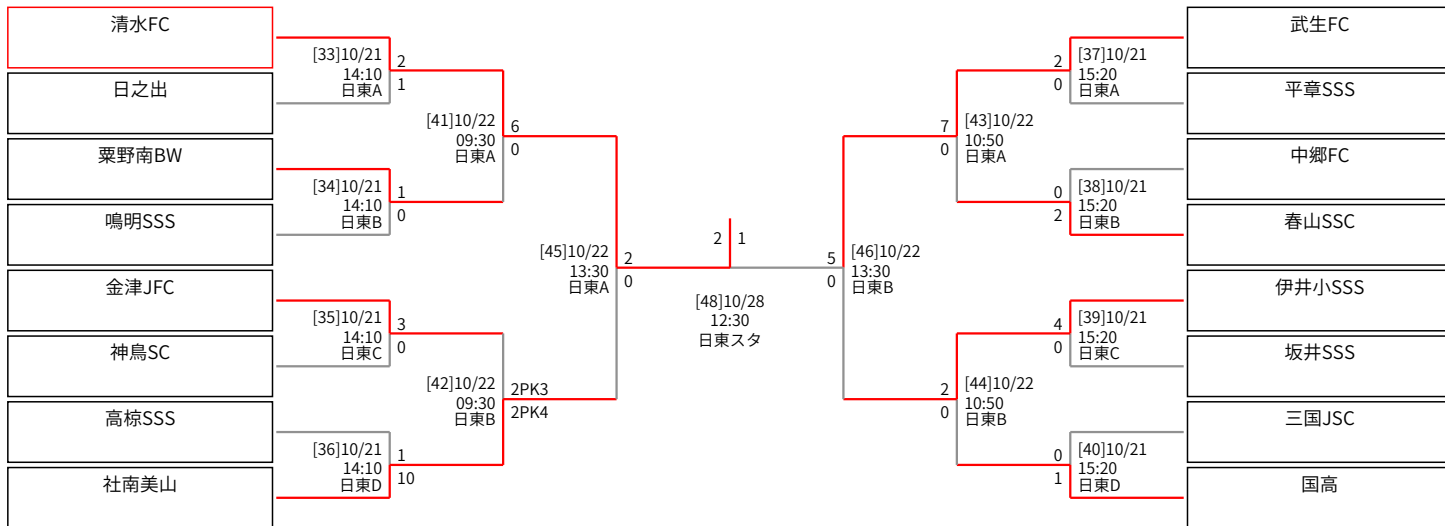 清水FC
日之出
粟野南BW
鳴明SSS
金津JFC
神鳥SC
高椋SSS
社南美山
[33]10/21
14:10
日東A
2
1
[34]10/21
14:10
日東B
1
0
[35]10/21
14:10
日東C
3
0
[36]10/21
14:10
日東D
1
10
[41]10/22
09:30
日東A
6
0
[42]10/22
09:30
日東B
2PK3
2PK4
[45]10/22
13:30
日東A
2
0
2 1
[48]10/28
12:30
日東スタ
5
0
[46]10/22
13:30
日東B
7
0
[43]10/22
10:50
日東A
2
0
[44]10/22
10:50
日東B
2
0
[37]10/21
15:20
日東A
0
2
[38]10/21
15:20
日東B
4
0
[39]10/21
15:20
日東C
0
1
[40]10/21
15:20
日東D
武生FC
平章SSS
中郷FC
春山SSC
伊井小SSS
坂井SSS
三国JSC
国高